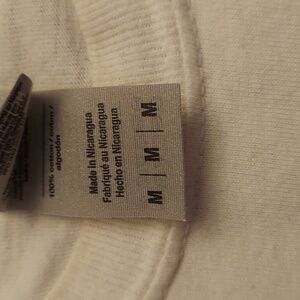 M | M | M
Made in Nicaragua
Fabriqué au Nicaragua
Hecho en Nicaragua
100% cotton / coton /
algodón